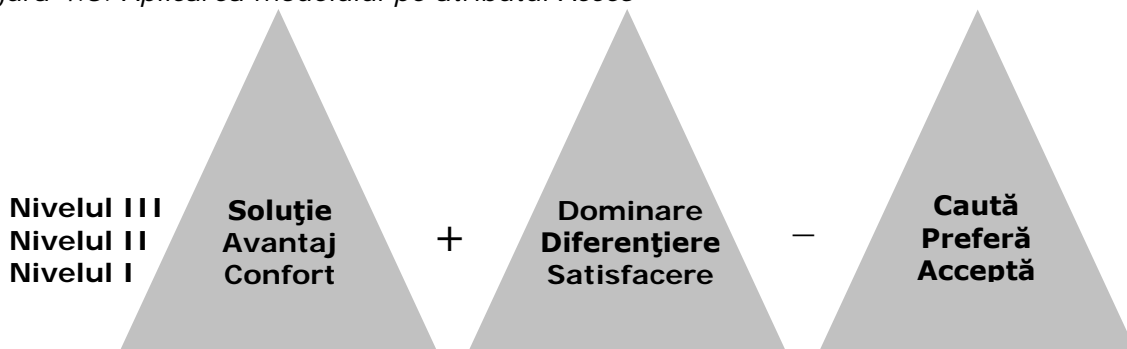 Nivelul III Soluţie Dominare Caută
Nivelul II Avantaj + Diferenţiere – Preferă
Nivelul I Confort Satisfacere Acceptă